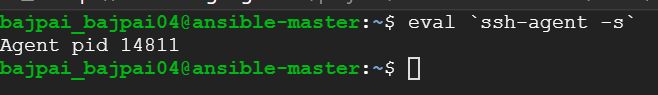 bajpai_bajpai04@ansible-master:~$ eval `ssh-agent -s`
Agent pid 14811
bajpai_bajpai04@ansible-master:~$